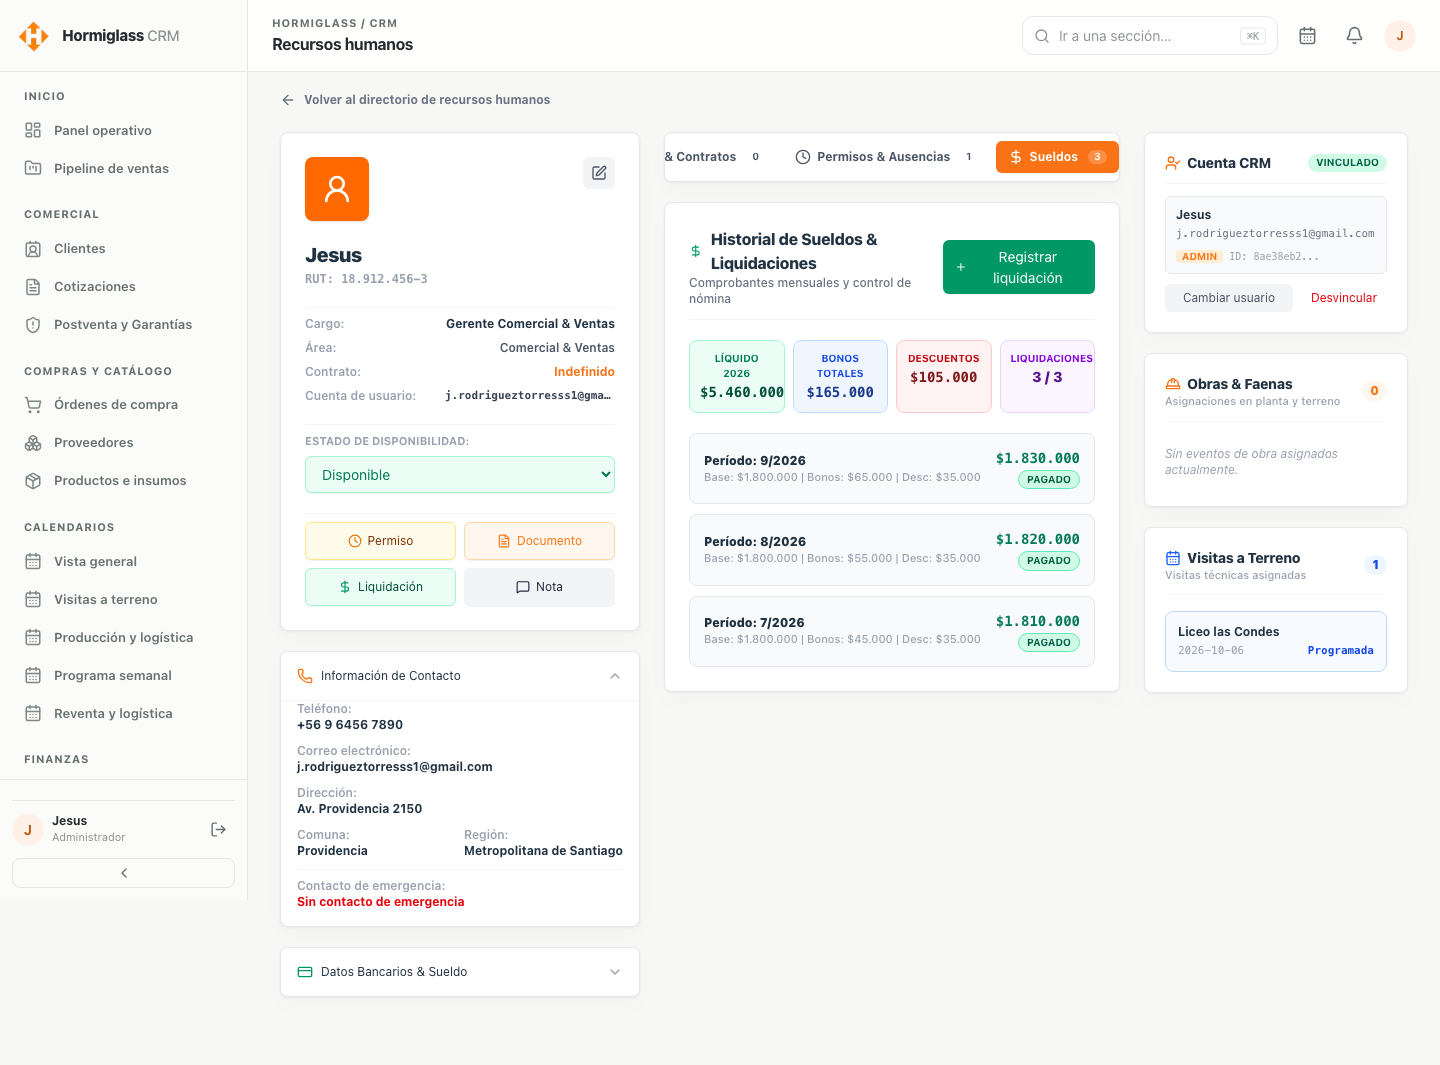 Hormiglass CRM
INICIO
Panel operativo
Pipeline de ventas
COMERCIAL
Clientes
Cotizaciones
Postventa y Garantías
COMPRAS Y CATÁLOGO
Órdenes de compra
Proveedores
Productos e insumos
CALENDARIOS
Vista general
Visitas a terreno
Producción y logística
Programa semanal
Reventa y logística
FINANZAS
J
Jesus
Administrador
HORMIGLASS / CRM
Recursos humanos
Ir a una sección...
⌘K
J
Volver al directorio de recursos humanos
Jesus
RUT: 18.912.456-3
Cargo: Gerente Comercial & Ventas
Área: Comercial & Ventas
Contrato: Indefinido
Cuenta de usuario: j.rodrigueztorresss1@gma…
ESTADO DE DISPONIBILIDAD:
Disponible
Permiso
Documento
Liquidación
Nota
Información de Contacto
Teléfono:
+56 9 6456 7890
Correo electrónico:
j.rodrigueztorresss1@gmail.com
Dirección:
Av. Providencia 2150
Comuna: Región:
Providencia Metropolitana de Santiago
Contacto de emergencia:
Sin contacto de emergencia
Datos Bancarios & Sueldo
& Contratos 0
Permisos & Ausencias 1
Sueldos 3
Historial de Sueldos &
Liquidaciones
Comprobantes mensuales y control de
nómina
+ Registrar
liquidación
LÍQUIDO
2026
$5.460.000
BONOS
TOTALES
$165.000
DESCUENTOS
$105.000
LIQUIDACIONES
3 / 3
Período: 9/2026
Base: $1.800.000 | Bonos: $65.000 | Desc: $35.000
$1.830.000
PAGADO
Período: 8/2026
Base: $1.800.000 | Bonos: $55.000 | Desc: $35.000
$1.820.000
PAGADO
Período: 7/2026
Base: $1.800.000 | Bonos: $45.000 | Desc: $35.000
$1.810.000
PAGADO
Cuenta CRM
VINCULADO
Jesus
j.rodrigueztorresss1@gmail.com
ADMIN ID: 8ae38eb2...
Cambiar usuario
Desvincular
Obras & Faenas
Asignaciones en planta y terreno
0
Sin eventos de obra asignados
actualmente.
Visitas a Terreno
Visitas técnicas asignadas
1
Liceo las Condes
2026-10-06 Programada